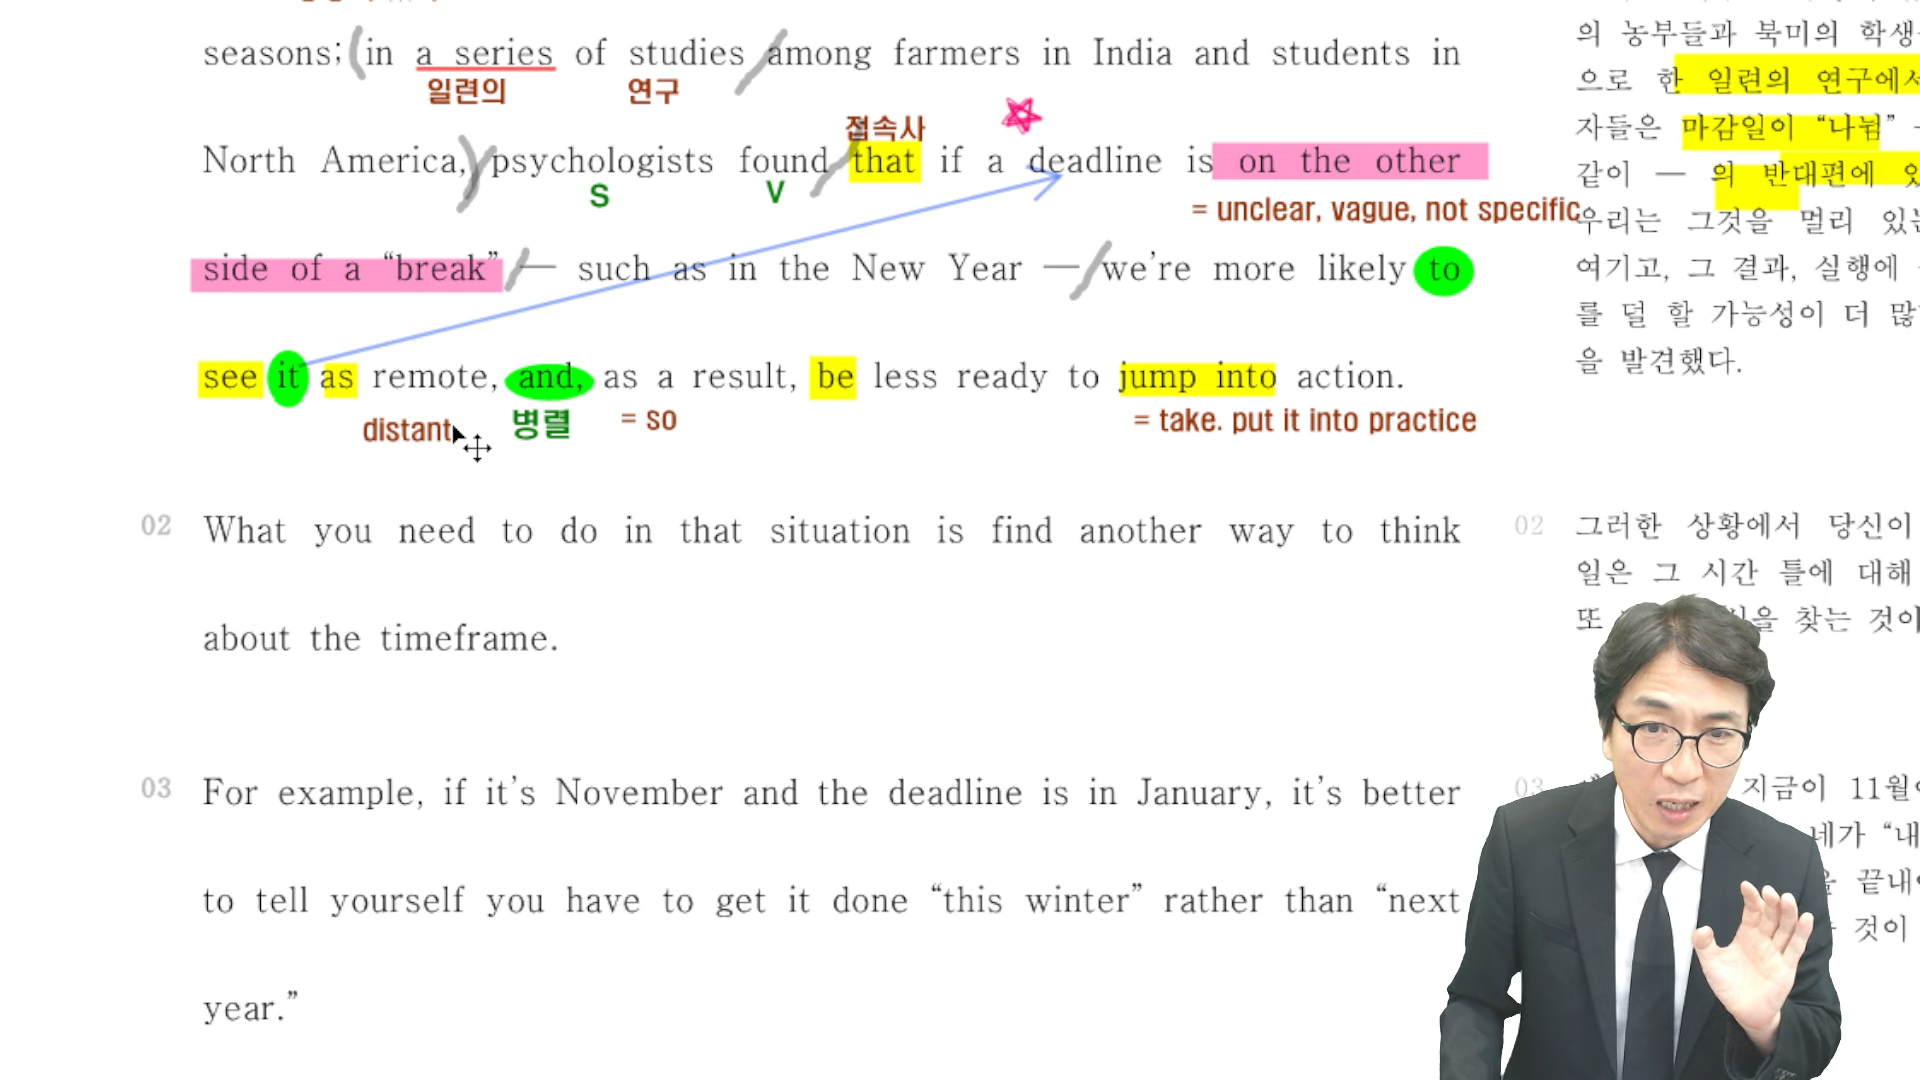 seasons; (in a series of studies among farmers in India and students in
일련의 연구
접속사
North America,) psychologists found that if a deadline is on the other
S V
= unclear, vague, not specific
side of a “break” — such as in the New Year — we’re more likely to
see it as remote, and, as a result, be less ready to jump into action.
distant 병렬 = so = take. put it into practice
02 What you need to do in that situation is find another way to think
about the timeframe.
03 For example, if it’s November and the deadline is in January, it’s better
to tell yourself you have to get it done “this winter” rather than “next
year.”
의 농부들과 북미의 학생
으로 한 일련의 연구에서
자들은 마감일이 “나뉨” —
같이 — 의 반대편에 있
우리는 그것을 멀리 있는
여기고, 그 결과, 실행에
를 덜 할 가능성이 더 많
을 발견했다.
02 그러한 상황에서 당신이
일은 그 시간 틀에 대해
또 을 찾는 것이
03 지금이 11월이
네가 “내
끝내
것이